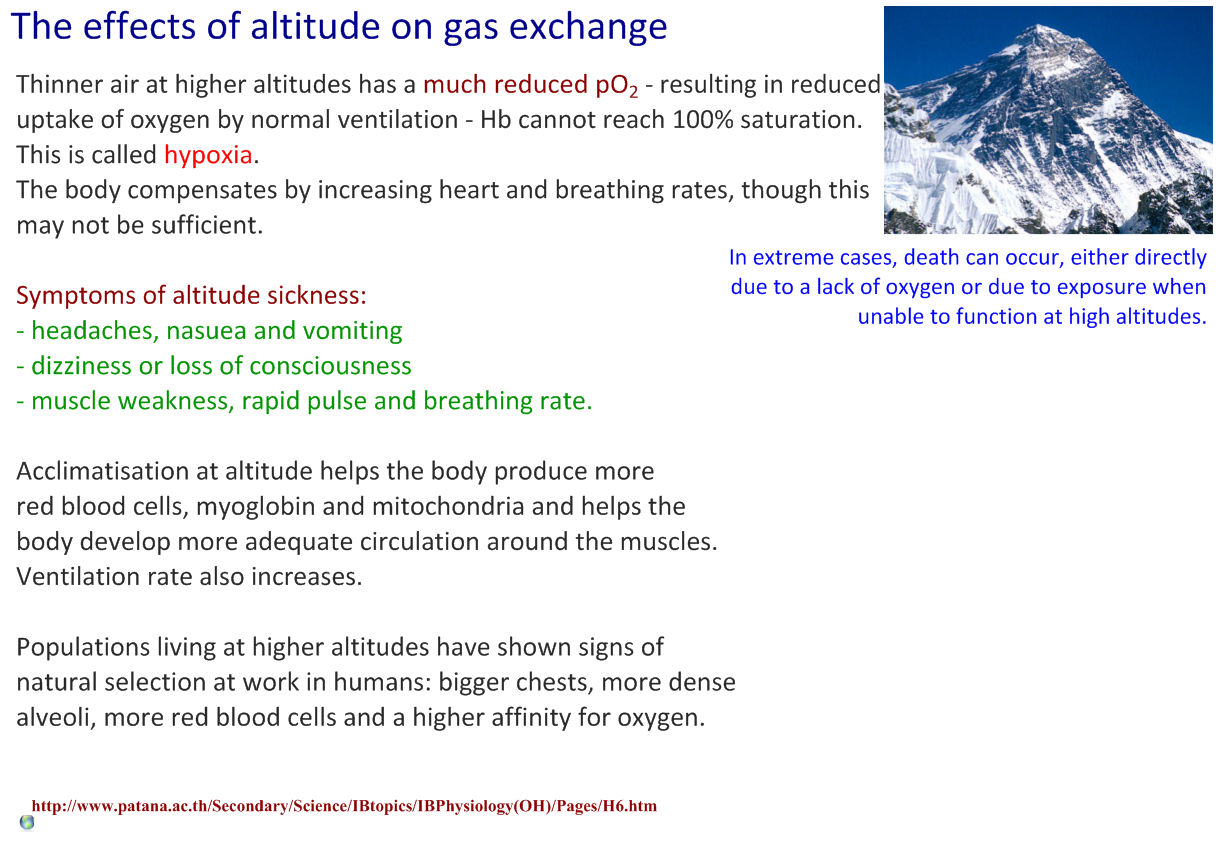 The effects of altitude on gas exchange
Thinner air at higher altitudes has a much reduced pO₂ - resulting in reduced
uptake of oxygen by normal ventilation - Hb cannot reach 100% saturation.
This is called hypoxia.
The body compensates by increasing heart and breathing rates, though this
may not be sufficient.
In extreme cases, death can occur, either directly
due to a lack of oxygen or due to exposure when
unable to function at high altitudes.
Symptoms of altitude sickness:
- headaches, nasuea and vomiting
- dizziness or loss of consciousness
- muscle weakness, rapid pulse and breathing rate.
Acclimatisation at altitude helps the body produce more
red blood cells, myoglobin and mitochondria and helps the
body develop more adequate circulation around the muscles.
Ventilation rate also increases.
Populations living at higher altitudes have shown signs of
natural selection at work in humans: bigger chests, more dense
alveoli, more red blood cells and a higher affinity for oxygen.
http://www.patana.ac.th/Secondary/Science/IBtopics/IBPhysiology(OH)/Pages/H6.htm